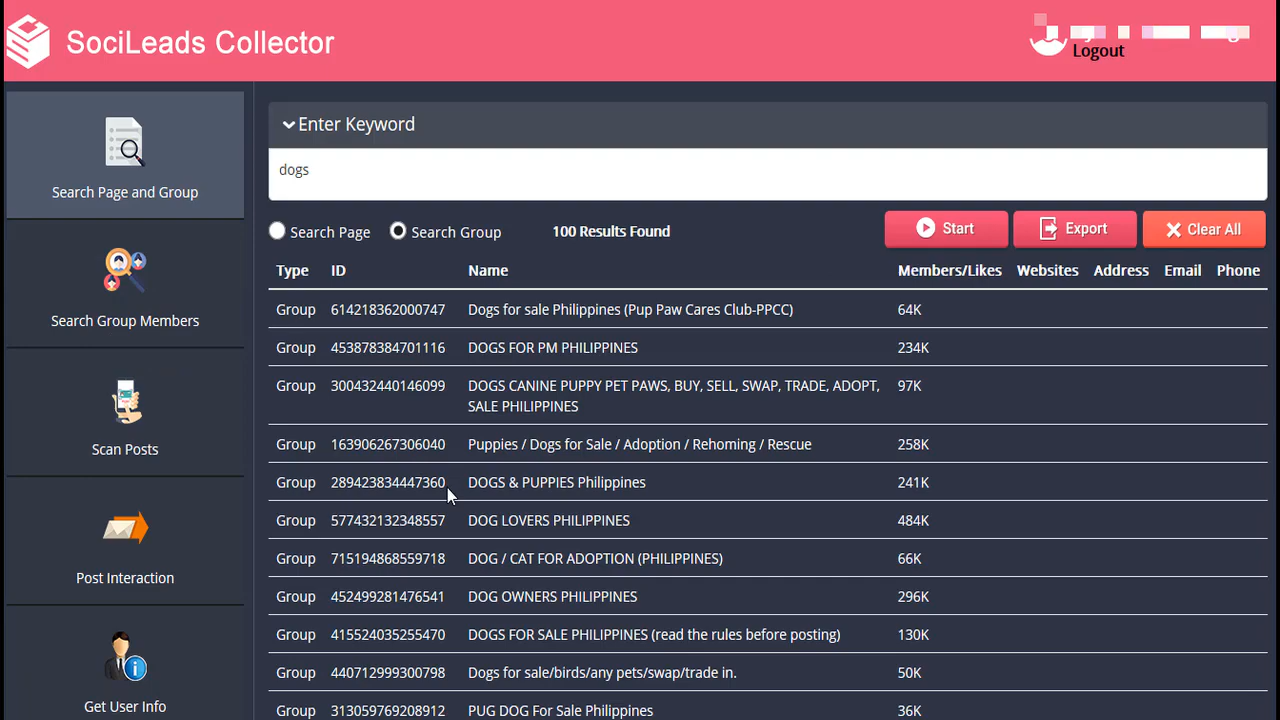 SociLeads Collector
Logout
Search Page and Group
Search Group Members
Scan Posts
Post Interaction
Get User Info
Enter Keyword
dogs
Search Page Search Group 100 Results Found Start Export Clear All
Type ID Name Members/Likes Websites Address Email Phone
Group 614218362000747 Dogs for sale Philippines (Pup Paw Cares Club-PPCC) 64K
Group 453878384701116 DOGS FOR PM PHILIPPINES 234K
Group 300432440146099 DOGS CANINE PUPPY PET PAWS, BUY, SELL, SWAP, TRADE, ADOPT, 97K
SALE PHILIPPINES
Group 163906267306040 Puppies / Dogs for Sale / Adoption / Rehoming / Rescue 258K
Group 289423834447360 DOGS & PUPPIES Philippines 241K
Group 577432132348557 DOG LOVERS PHILIPPINES 484K
Group 715194868559718 DOG / CAT FOR ADOPTION (PHILIPPINES) 66K
Group 452499281476541 DOG OWNERS PHILIPPINES 296K
Group 415524035255470 DOGS FOR SALE PHILIPPINES (read the rules before posting) 130K
Group 440712999300798 Dogs for sale/birds/any pets/swap/trade in. 50K
Group 313059769208912 PUG DOG For Sale Philippines 36K